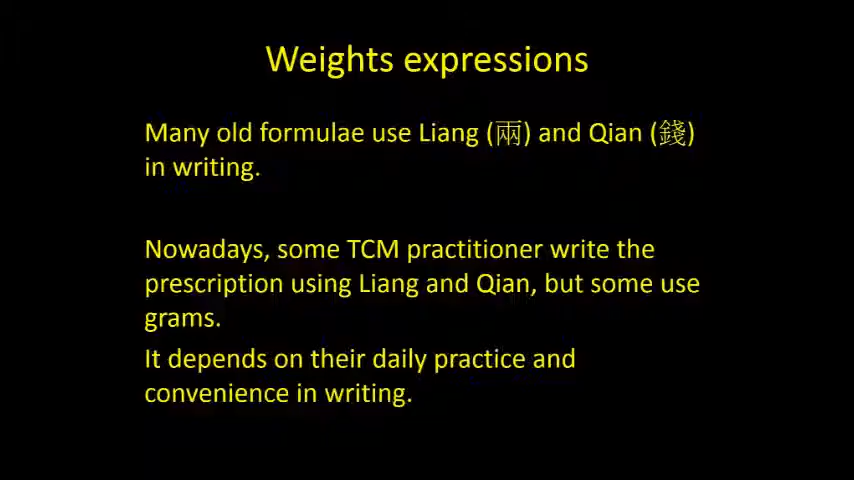 Weights expressions
Many old formulae use Liang (兩) and Qian (錢)
in writing.
Nowadays, some TCM practitioner write the
prescription using Liang and Qian, but some use
grams.
It depends on their daily practice and
convenience in writing.